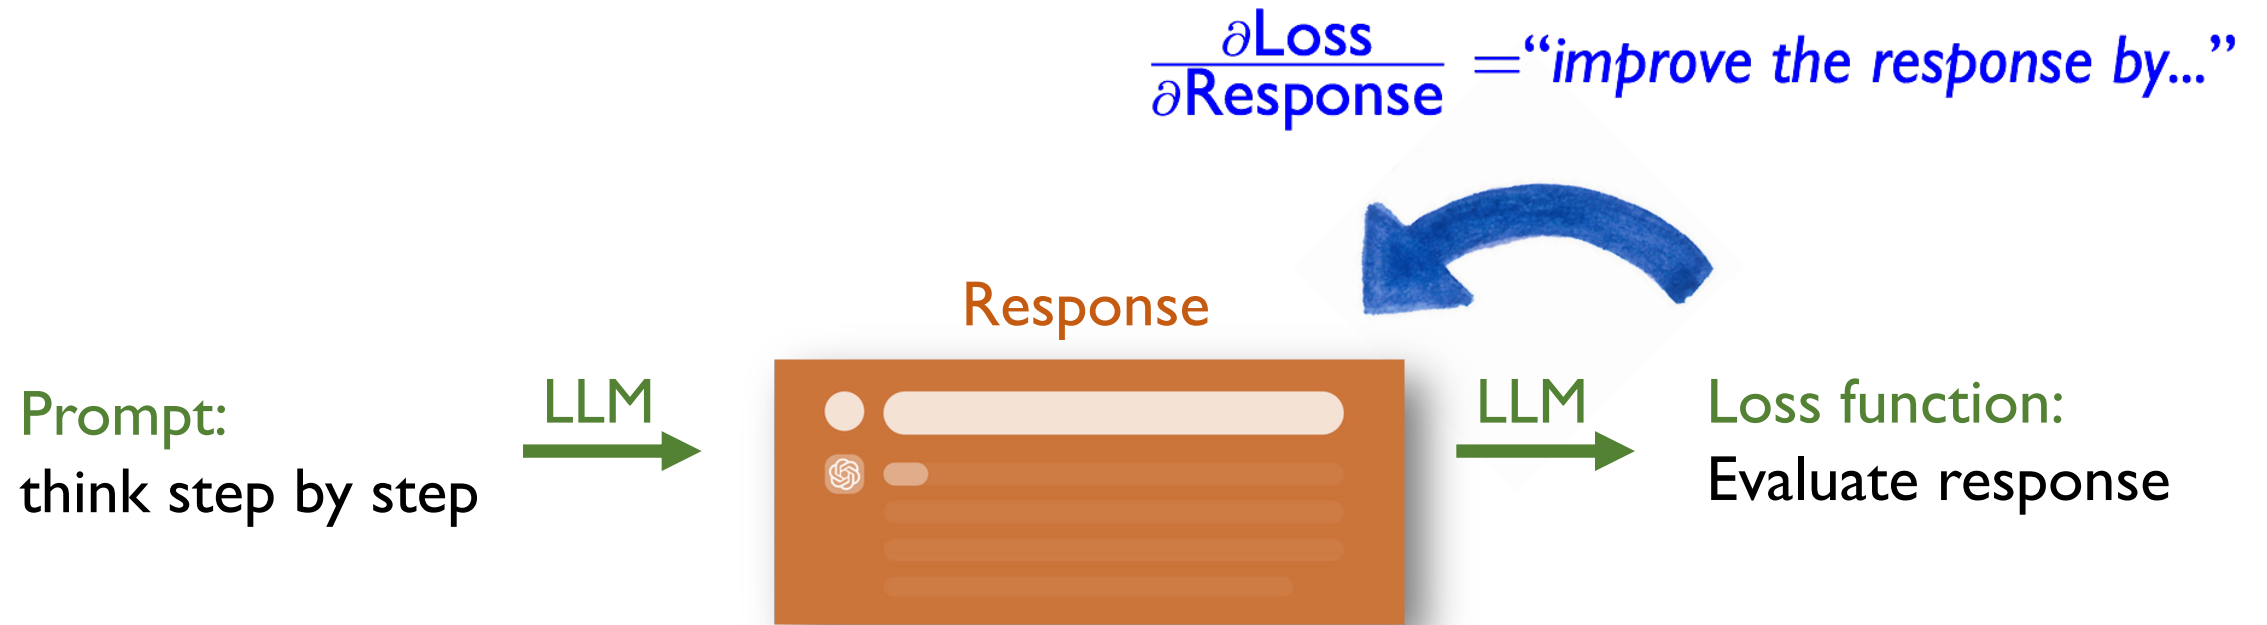 ∂Loss
∂Response
=“improve the response by...”
Response
Prompt:
think step by step
LLM
LLM
Loss function:
Evaluate response